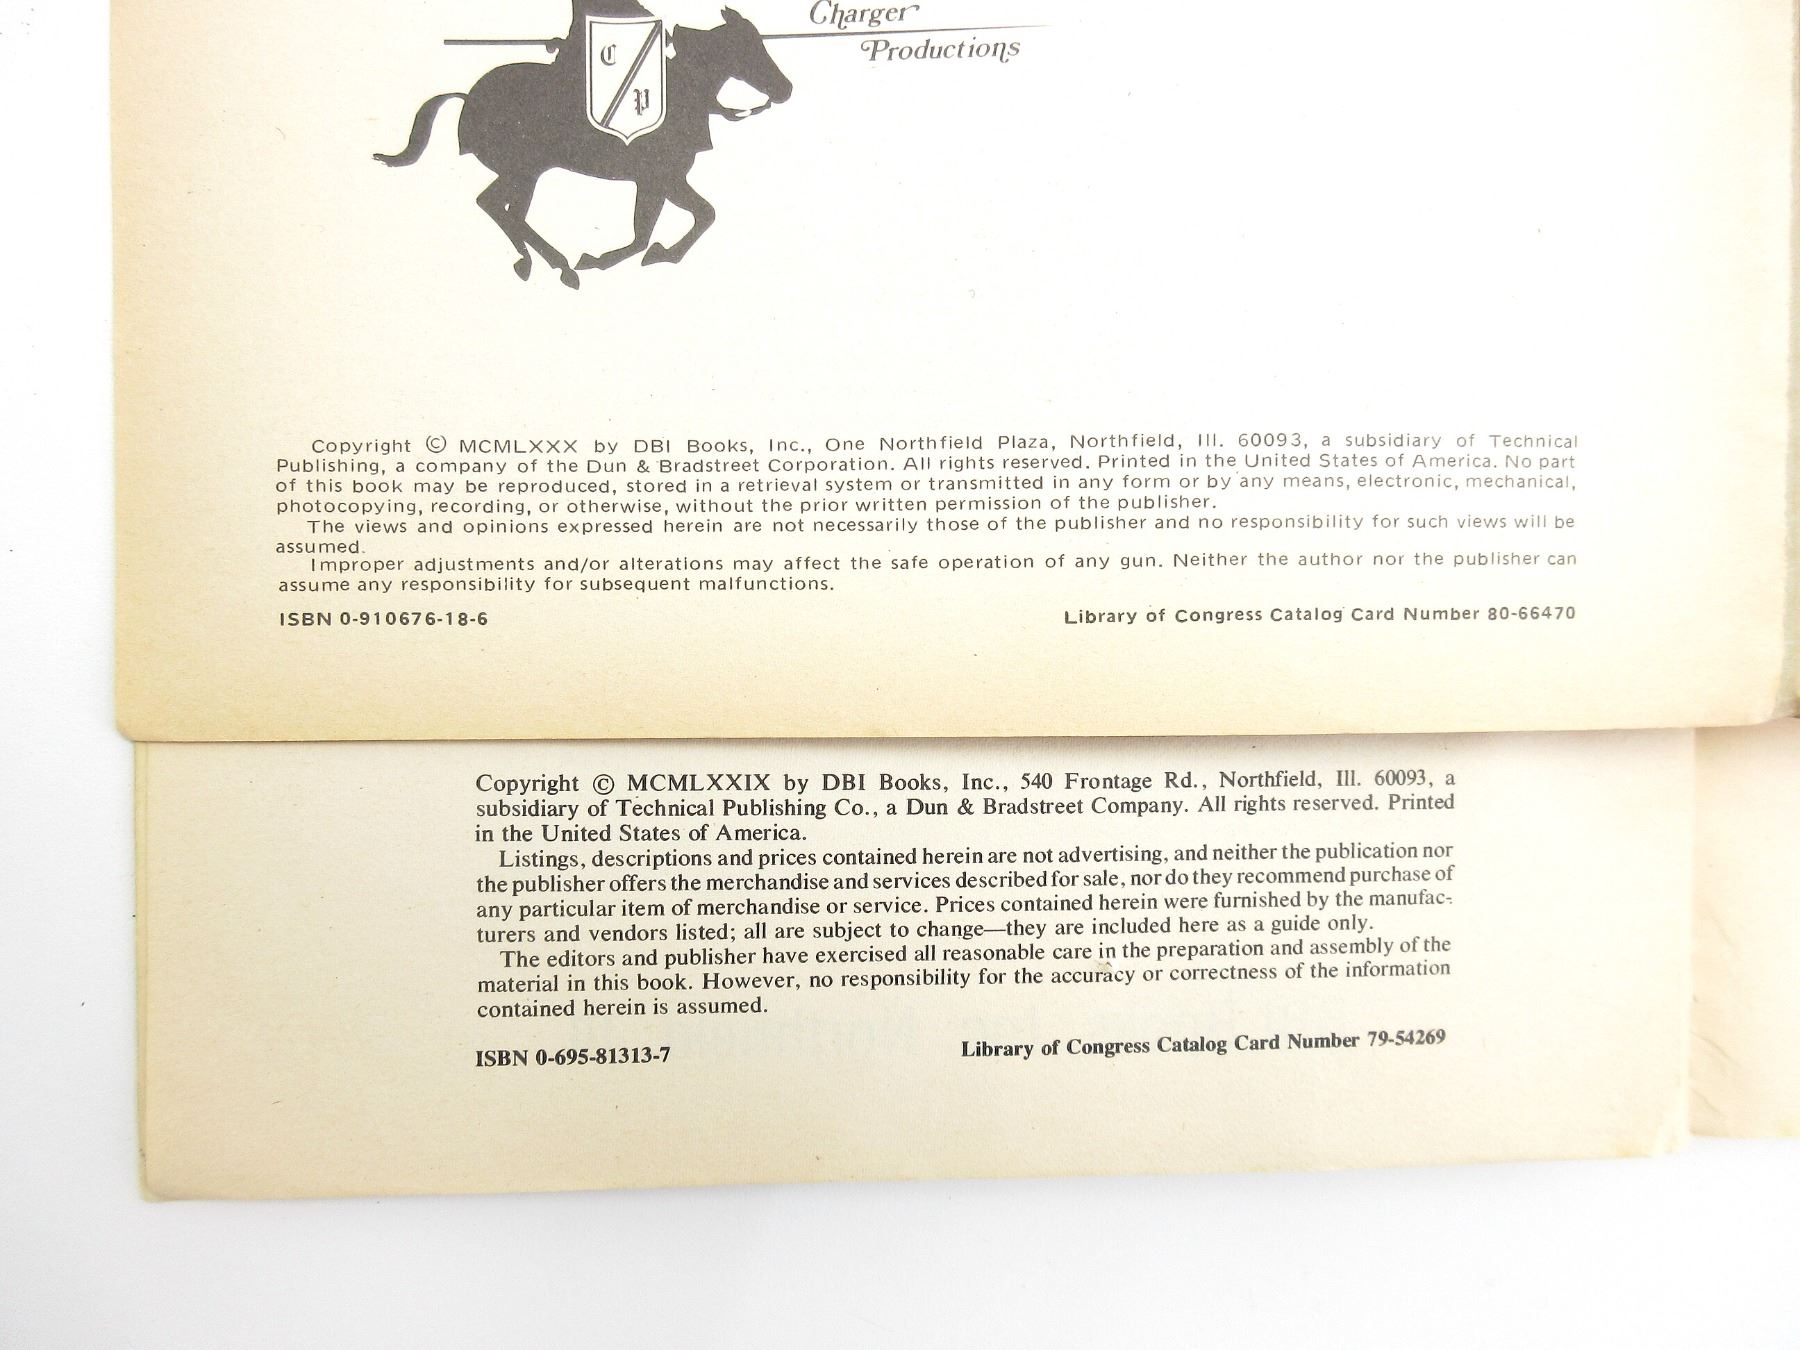 Charger
Productions
C
P
Copyright © MCMLXXX by DBI Books, Inc., One Northfield Plaza, Northfield, Ill. 60093, a subsidiary of Technical
Publishing, a company of the Dun & Bradstreet Corporation. All rights reserved. Printed in the United States of America. No part
of this book may be reproduced, stored in a retrieval system or transmitted in any form or by any means, electronic, mechanical,
photocopying, recording, or otherwise, without the prior written permission of the publisher.
The views and opinions expressed herein are not necessarily those of the publisher and no responsibility for such views will be
assumed.
Improper adjustments and/or alterations may affect the safe operation of any gun. Neither the author nor the publisher can
assume any responsibility for subsequent malfunctions.
ISBN 0-910676-18-6 Library of Congress Catalog Card Number 80-66470
Copyright © MCMLXXIX by DBI Books, Inc., 540 Frontage Rd., Northfield, Ill. 60093, a
subsidiary of Technical Publishing Co., a Dun & Bradstreet Company. All rights reserved. Printed
in the United States of America.
Listings, descriptions and prices contained herein are not advertising, and neither the publication nor
the publisher offers the merchandise and services described for sale, nor do they recommend purchase of
any particular item of merchandise or service. Prices contained herein were furnished by the manufac-
turers and vendors listed; all are subject to change—they are included here as a guide only.
The editors and publisher have exercised all reasonable care in the preparation and assembly of the
material in this book. However, no responsibility for the accuracy or correctness of the information
contained herein is assumed.
ISBN 0-695-81313-7 Library of Congress Catalog Card Number 79-54269